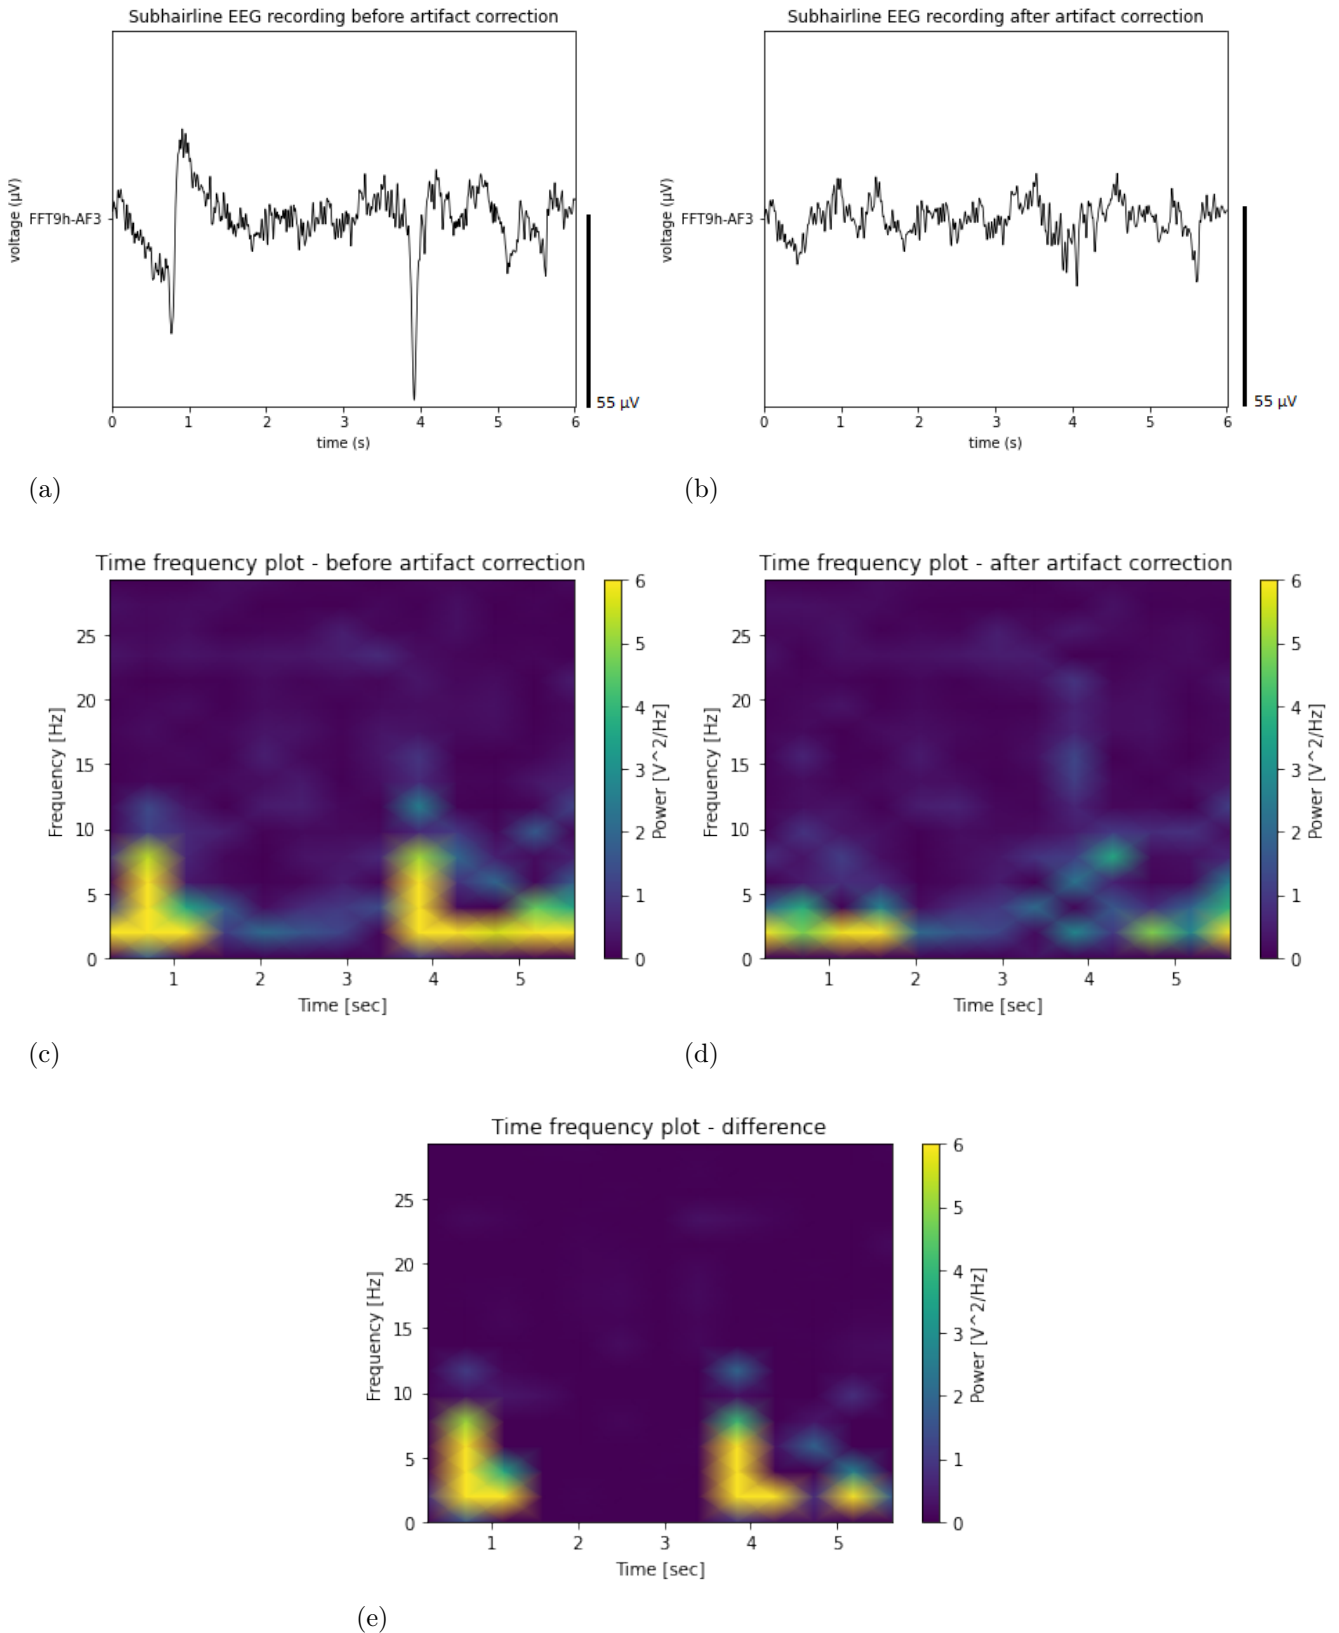 Subhairline EEG recording before artifact correction
voltage (µV)
FFT9h-AF3
55 µV
0 1 2 3 4 5 6
time (s)
(a)
Subhairline EEG recording after artifact correction
voltage (µV)
FFT9h-AF3
55 µV
0 1 2 3 4 5 6
time (s)
(b)
Time frequency plot - before artifact correction
Frequency [Hz]
25
20
15
10
5
0
1 2 3 4 5
Time [sec]
6
5
4
3
2
1
0
Power [V^2/Hz]
(c)
Time frequency plot - after artifact correction
Frequency [Hz]
25
20
15
10
5
0
1 2 3 4 5
Time [sec]
6
5
4
3
2
1
0
Power [V^2/Hz]
(d)
Time frequency plot - difference
Frequency [Hz]
25
20
15
10
5
0
1 2 3 4 5
Time [sec]
6
5
4
3
2
1
0
Power [V^2/Hz]
(e)